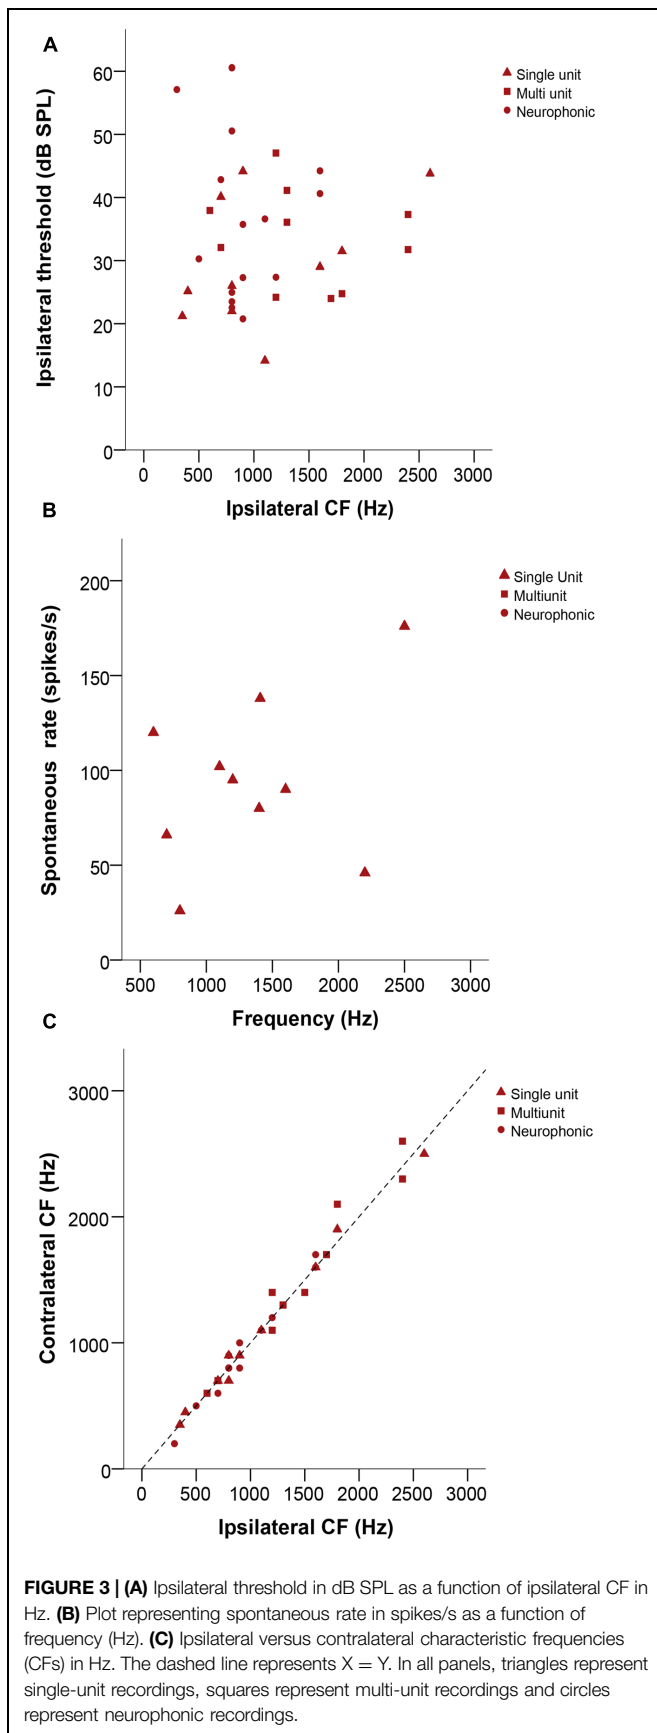 A
60
50
40
30
20
10
0
Ipsilateral threshold (dB SPL)
Single unit
Multi unit
Neurophonic
0 500 1000 1500 2000 2500 3000
Ipsilateral CF (Hz)
B
200
150
100
50
0
Spontaneous rate (spikes/s)
Single Unit
Multiunit
Neurophonic
500 1000 1500 2000 2500 3000
Frequency (Hz)
C
3000
2000
1000
0
Contralateral CF (Hz)
Single unit
Multiunit
Neurophonic
0 500 1000 1500 2000 2500 3000
Ipsilateral CF (Hz)
FIGURE 3 | (A) Ipsilateral threshold in dB SPL as a function of ipsilateral CF in
Hz. (B) Plot representing spontaneous rate in spikes/s as a function of
frequency (Hz). (C) Ipsilateral versus contralateral characteristic frequencies
(CFs) in Hz. The dashed line represents X = Y. In all panels, triangles represent
single-unit recordings, squares represent multi-unit recordings and circles
represent neurophonic recordings.